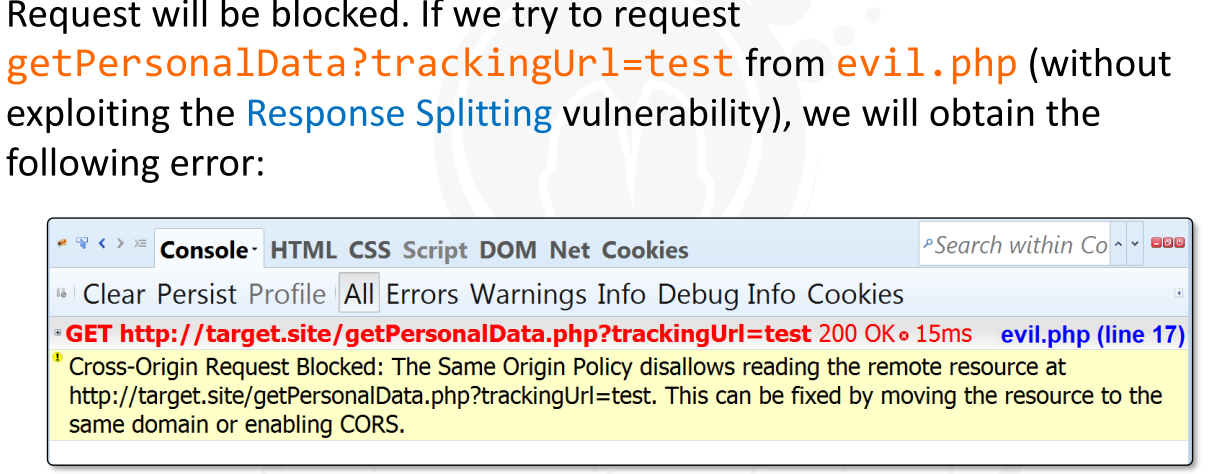 Request will be blocked. If we try to request
getPersonalData?trackingUrl=test from evil.php (without
exploiting the Response Splitting vulnerability), we will obtain the
following error:
Console HTML CSS Script DOM Net Cookies Search within Co
Clear Persist Profile All Errors Warnings Info Debug Info Cookies
GET http://target.site/getPersonalData.php?trackingUrl=test 200 OK 15ms evil.php (line 17)
Cross-Origin Request Blocked: The Same Origin Policy disallows reading the remote resource at
http://target.site/getPersonalData.php?trackingUrl=test. This can be fixed by moving the resource to the
same domain or enabling CORS.